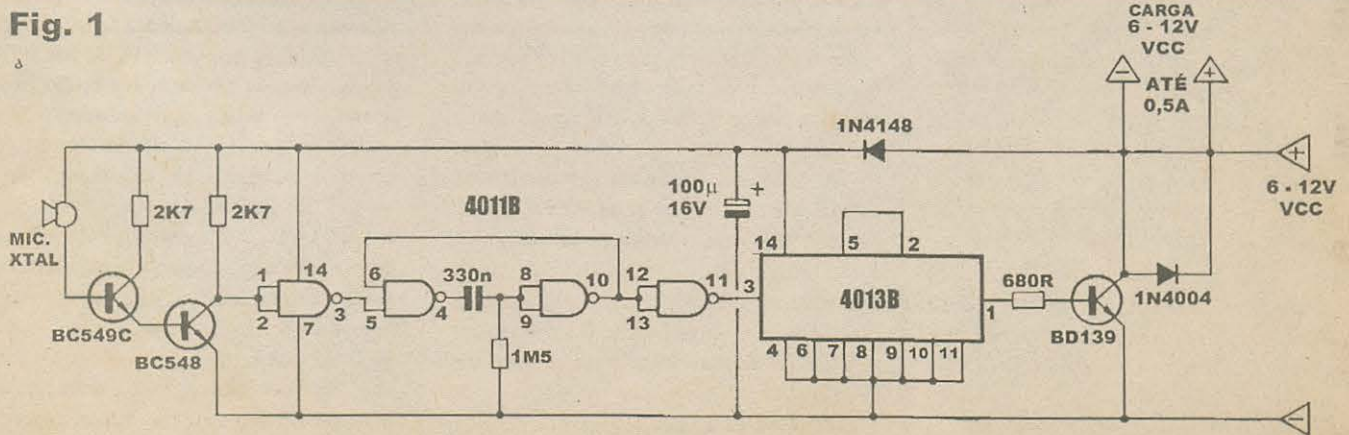 Fig. 1
CARGA
6 - 12V
VCC
−
+
ATÉ
0,5A
1N4148
+
6 - 12V
VCC
2K7
2K7
4011B
100µ
16V
+
MIC.
XTAL
14
5
2
1
14
6
330n
8
10
12
11
3
4013B
680R
1N4004
2
7
3
5
4
9
13
1
BD139
BC549C
BC548
1M5
4
6
7
8
9
10
11
−